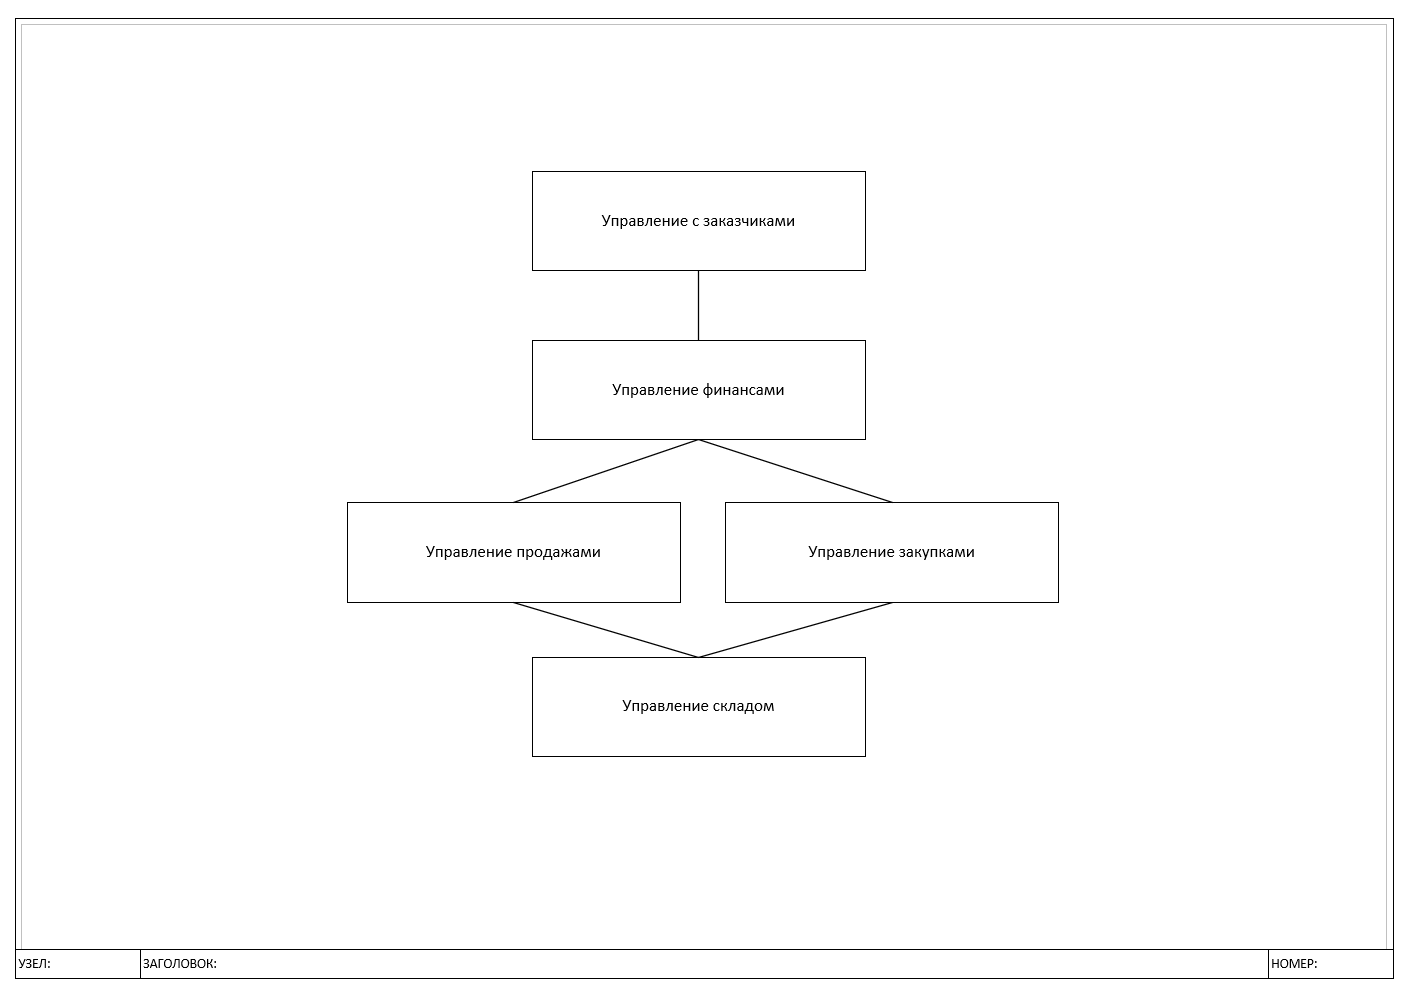 Управление с заказчиками
Управление финансами
Управление продажами
Управление закупками
Управление складом
УЗЕЛ:
ЗАГОЛОВОК:
НОМЕР: